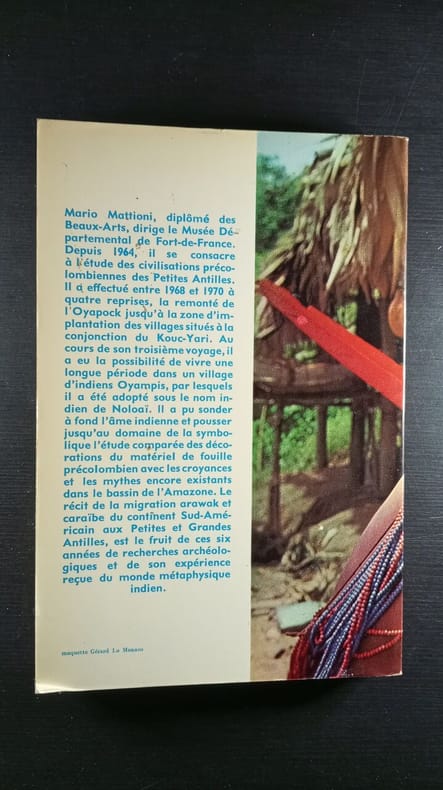 Mario Mattioni, diplômé des
Beaux-Arts, dirige le Musée Dé-
partemental de Fort-de-France.
Depuis 1964, il se consacre
à l'étude des civilisations préco-
lombiennes des Petites Antilles.
Il a effectué entre 1968 et 1970 à
quatre reprises, la remonté de
l'Oyapock jusqu'à la zone d'im-
plantation des villages situés à la
conjonction du Kouc-Yari. Au
cours de son troisième voyage, il
a eu la possibilité de vivre une
longue période dans un village
d'indiens Oyampis, par lesquels
il a été adopté sous le nom in-
dien de Noloaï. Il a pu sonder
à fond l'âme indienne et pousser
jusqu'au domaine de la symbo-
lique l'étude comparée des déco-
rations du matériel de fouille
précolombien avec les croyances
et les mythes encore existants
dans le bassin de l'Amazone. Le
récit de la migration arawak et
caraïbe du continent Sud-Amé-
ricain aux Petites et Grandes
Antilles, est le fruit de ces six
années de recherches archéolo-
giques et de son expérience
reçue du monde métaphysique
indien.
maquette Gérard Lo Monaco